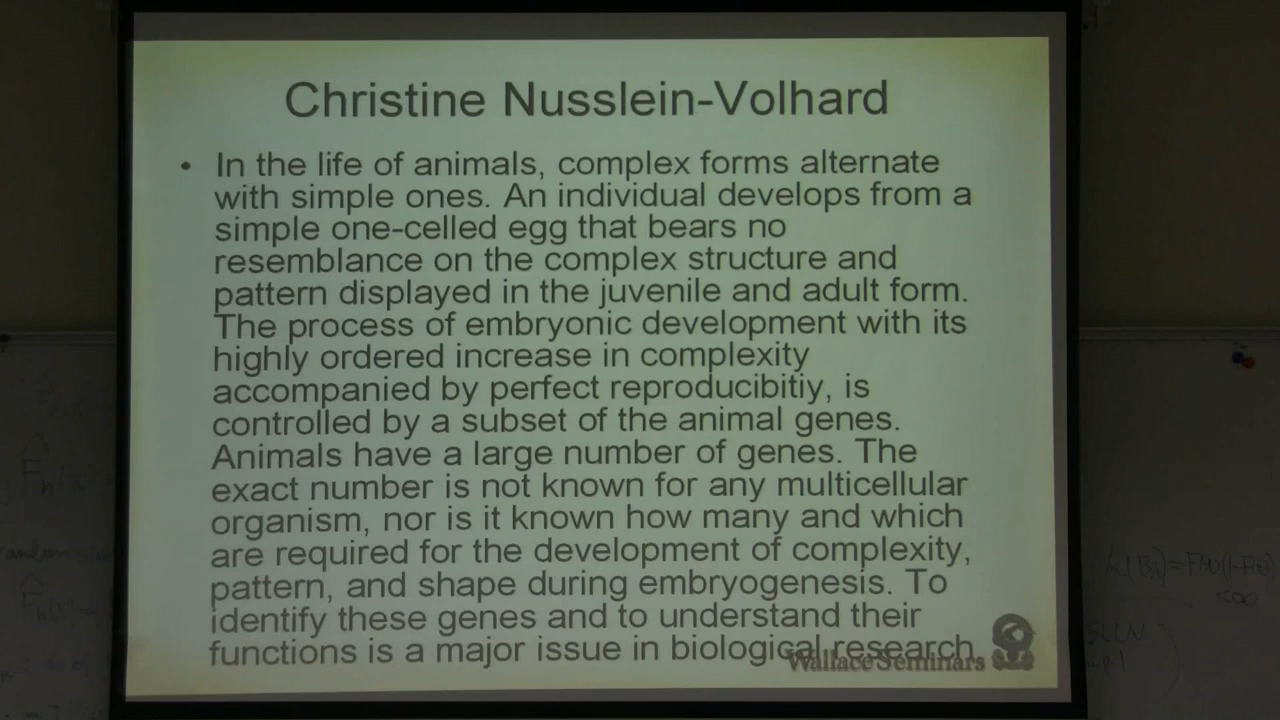 Christine Nusslein-Volhard
• In the life of animals, complex forms alternate
with simple ones. An individual develops from a
simple one-celled egg that bears no
resemblance on the complex structure and
pattern displayed in the juvenile and adult form.
The process of embryonic development with its
highly ordered increase in complexity
accompanied by perfect reproducibitiy, is
controlled by a subset of the animal genes.
Animals have a large number of genes. The
exact number is not known for any multicellular
organism, nor is it known how many and which
are required for the development of complexity,
pattern, and shape during embryogenesis. To
identify these genes and to understand their
functions is a major issue in biological research.
Wallace Seminars
SLLN